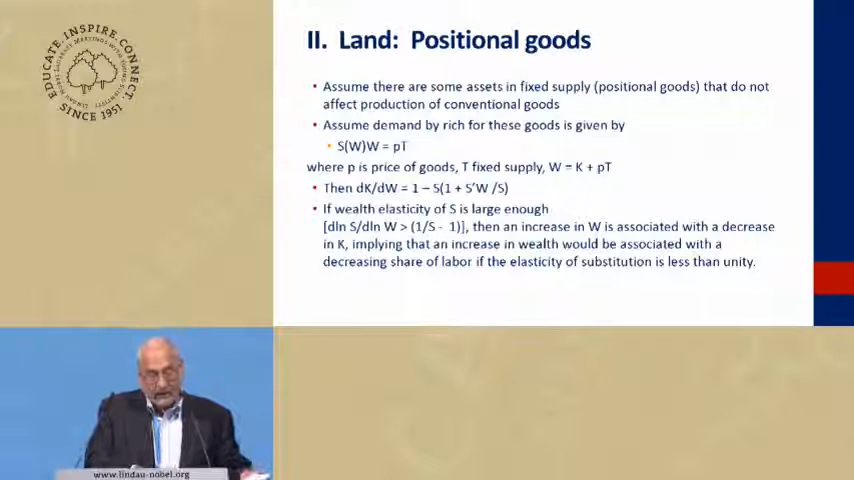 EDUCATE. INSPIRE. CONNECT.
SINCE 1951
II. Land: Positional goods
• Assume there are some assets in fixed supply (positional goods) that do not
affect production of conventional goods
• Assume demand by rich for these goods is given by
• S(W)W = pT
where p is price of goods, T fixed supply, W = K + pT
• Then dK/dW = 1 – S(1 + S'W /S)
• If wealth elasticity of S is large enough
[dln S/dln W > (1/S - 1)], then an increase in W is associated with a decrease
in K, implying that an increase in wealth would be associated with a
decreasing share of labor if the elasticity of substitution is less than unity.
www.lindau-nobel.org